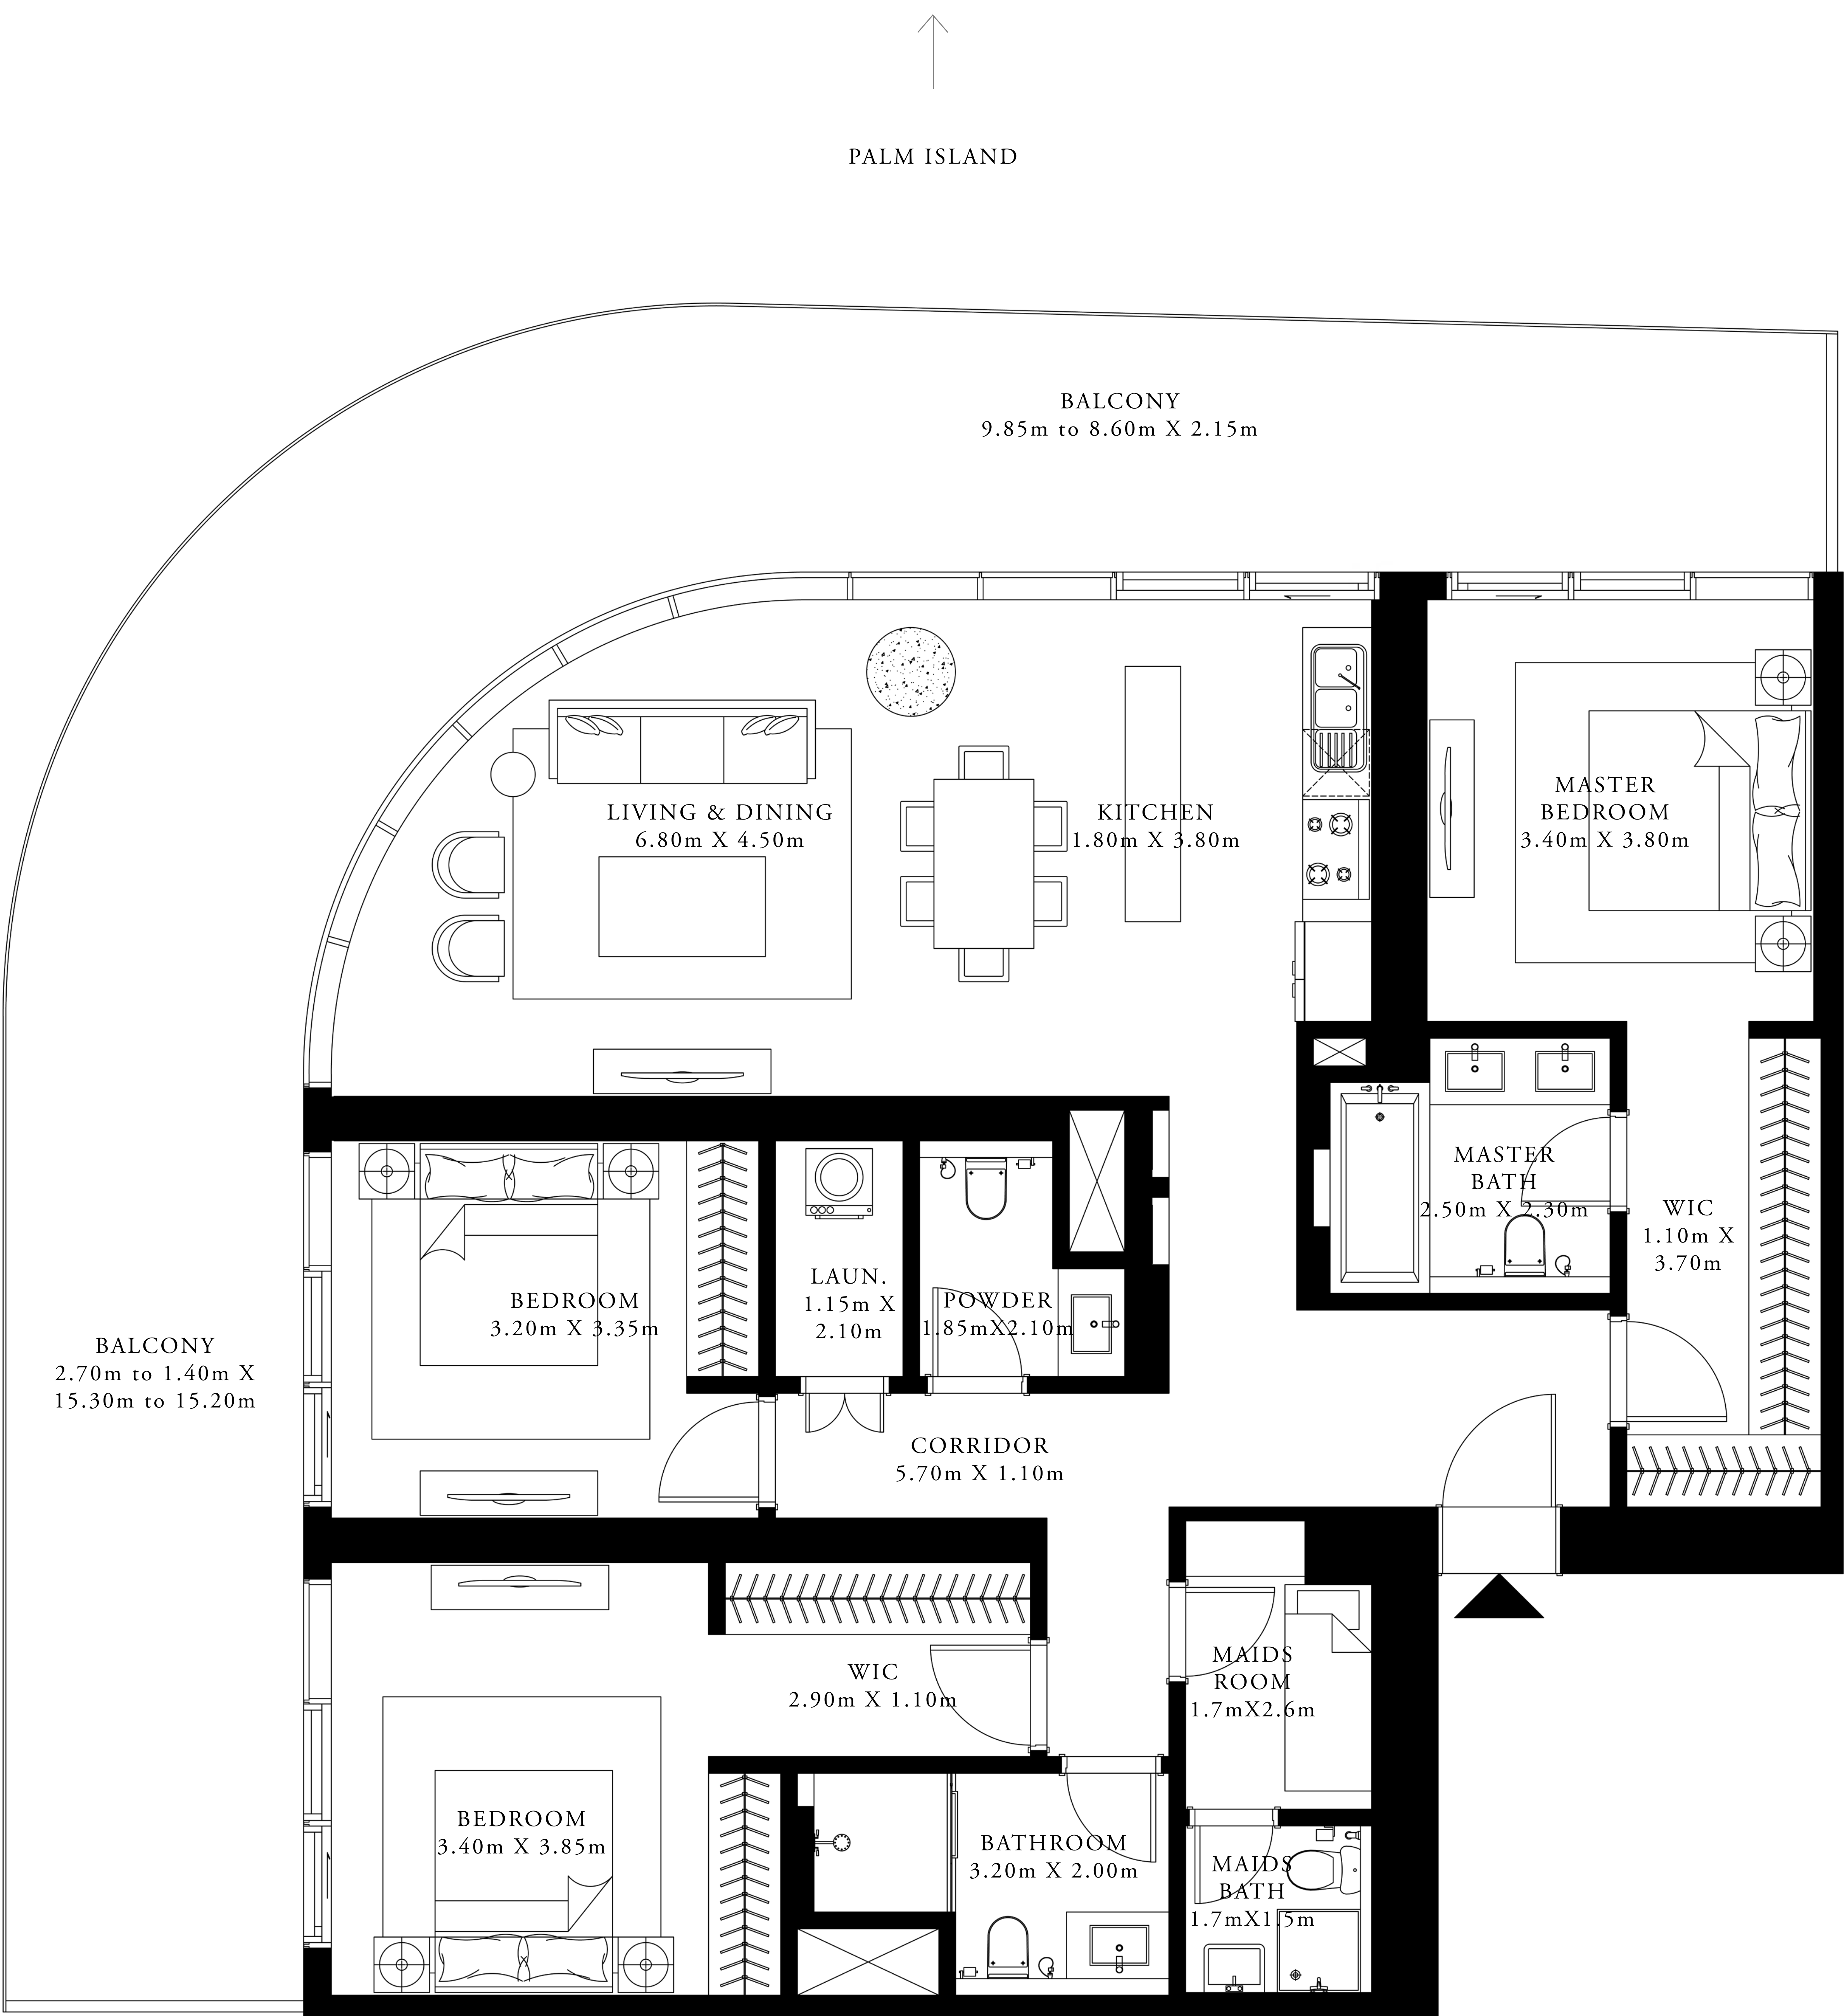 PALM ISLAND
BALCONY
9.85m to 8.60m X 2.15m
LIVING & DINING
6.80m X 4.50m
KITCHEN
1.80m X 3.80m
MASTER
BEDROOM
3.40m X 3.80m
MASTER
BATH
2.50m X 2.30m
WIC
1.10m X
3.70m
LAUN.
1.15m X
2.10m
POWDER
1.85mX2.10m
BEDROOM
3.20m X 3.35m
BALCONY
2.70m to 1.40m X
15.30m to 15.20m
CORRIDOR
5.70m X 1.10m
WIC
2.90m X 1.10m
MAIDS
ROOM
1.7mX2.6m
BEDROOM
3.40m X 3.85m
BATHROOM
3.20m X 2.00m
MAIDS
BATH
1.7mX1.5m